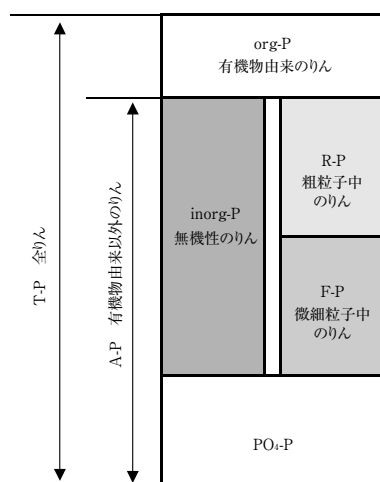 org-P
有機物由来のりん
T-P 全りん
A-P 有機物由来以外のりん
inorg-P
無機性のりん
R-P
粗粒子中
のりん
F-P
微細粒子中
のりん
PO₄-P